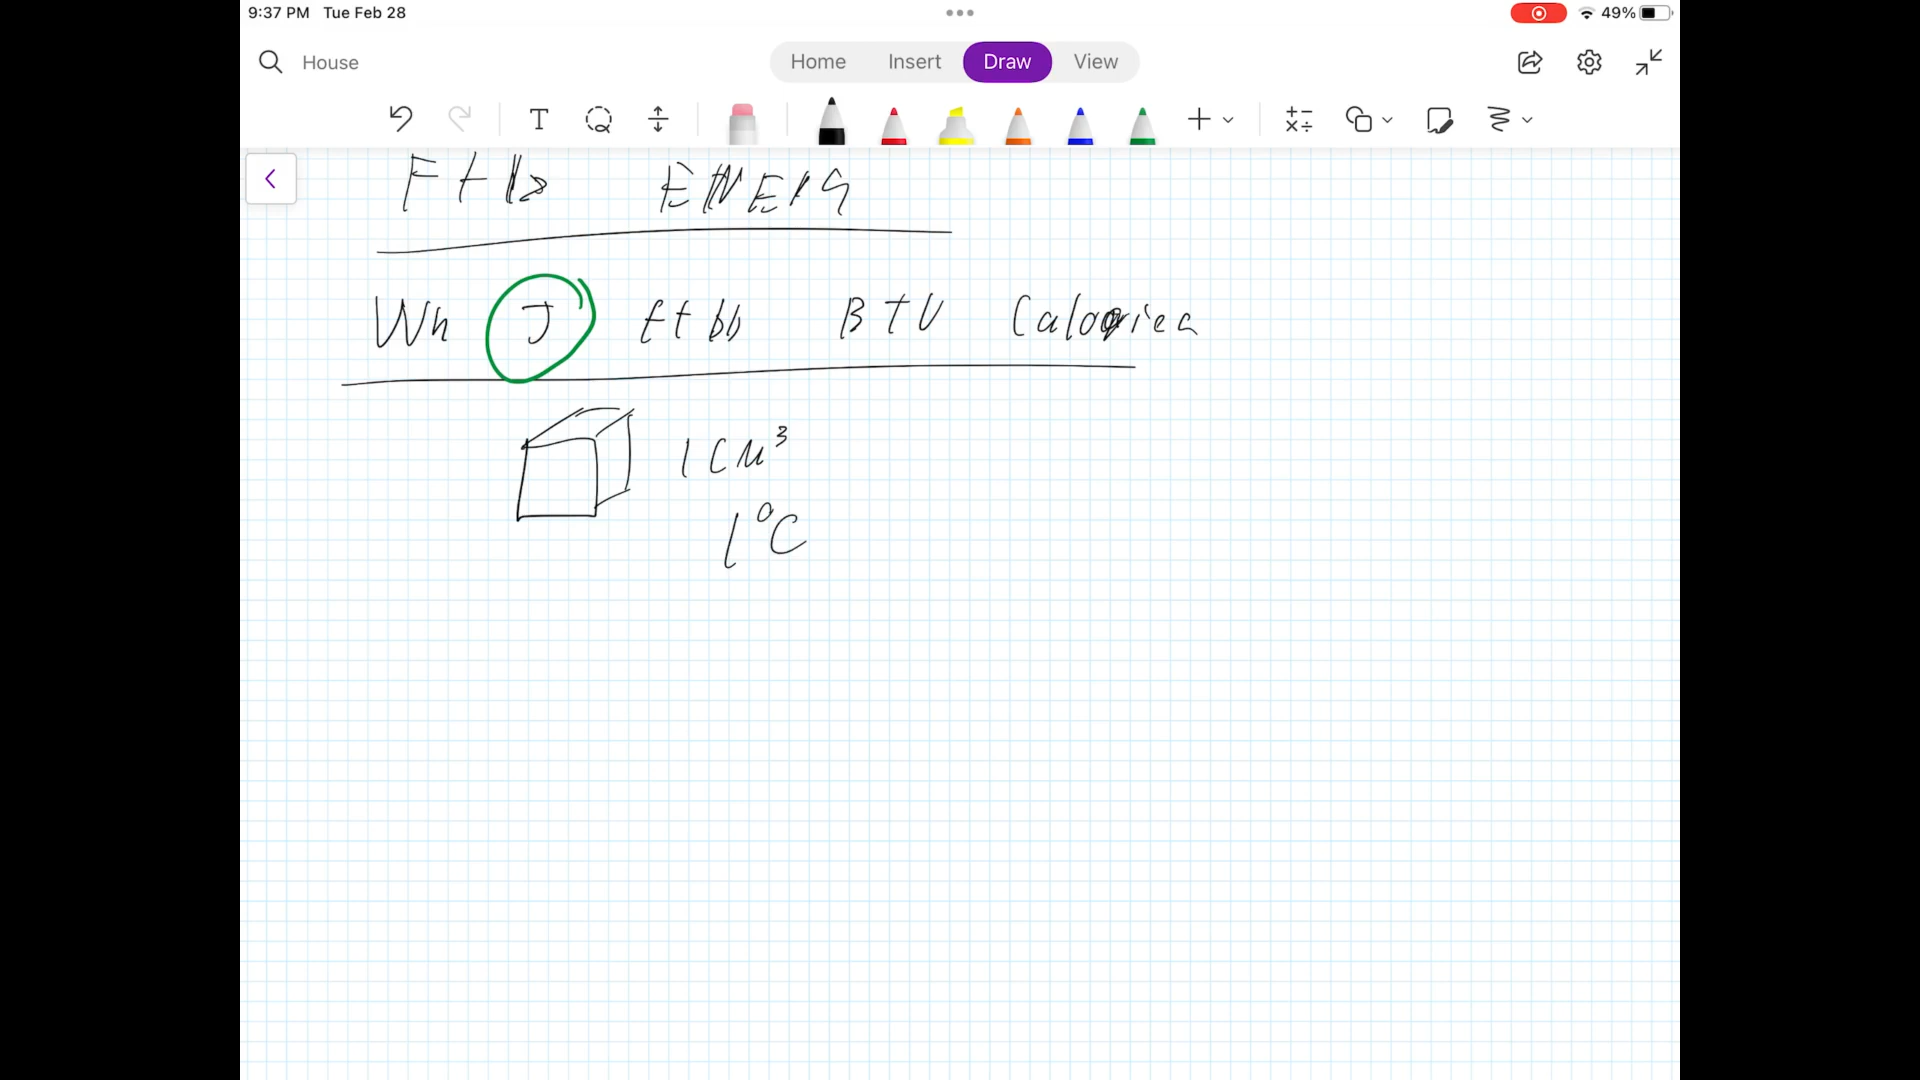 9:37 PM Tue Feb 28
49%
House
Home Insert Draw View
T
Ft lb
Wh J ft lb BTU Calories
1 CM³
1°C